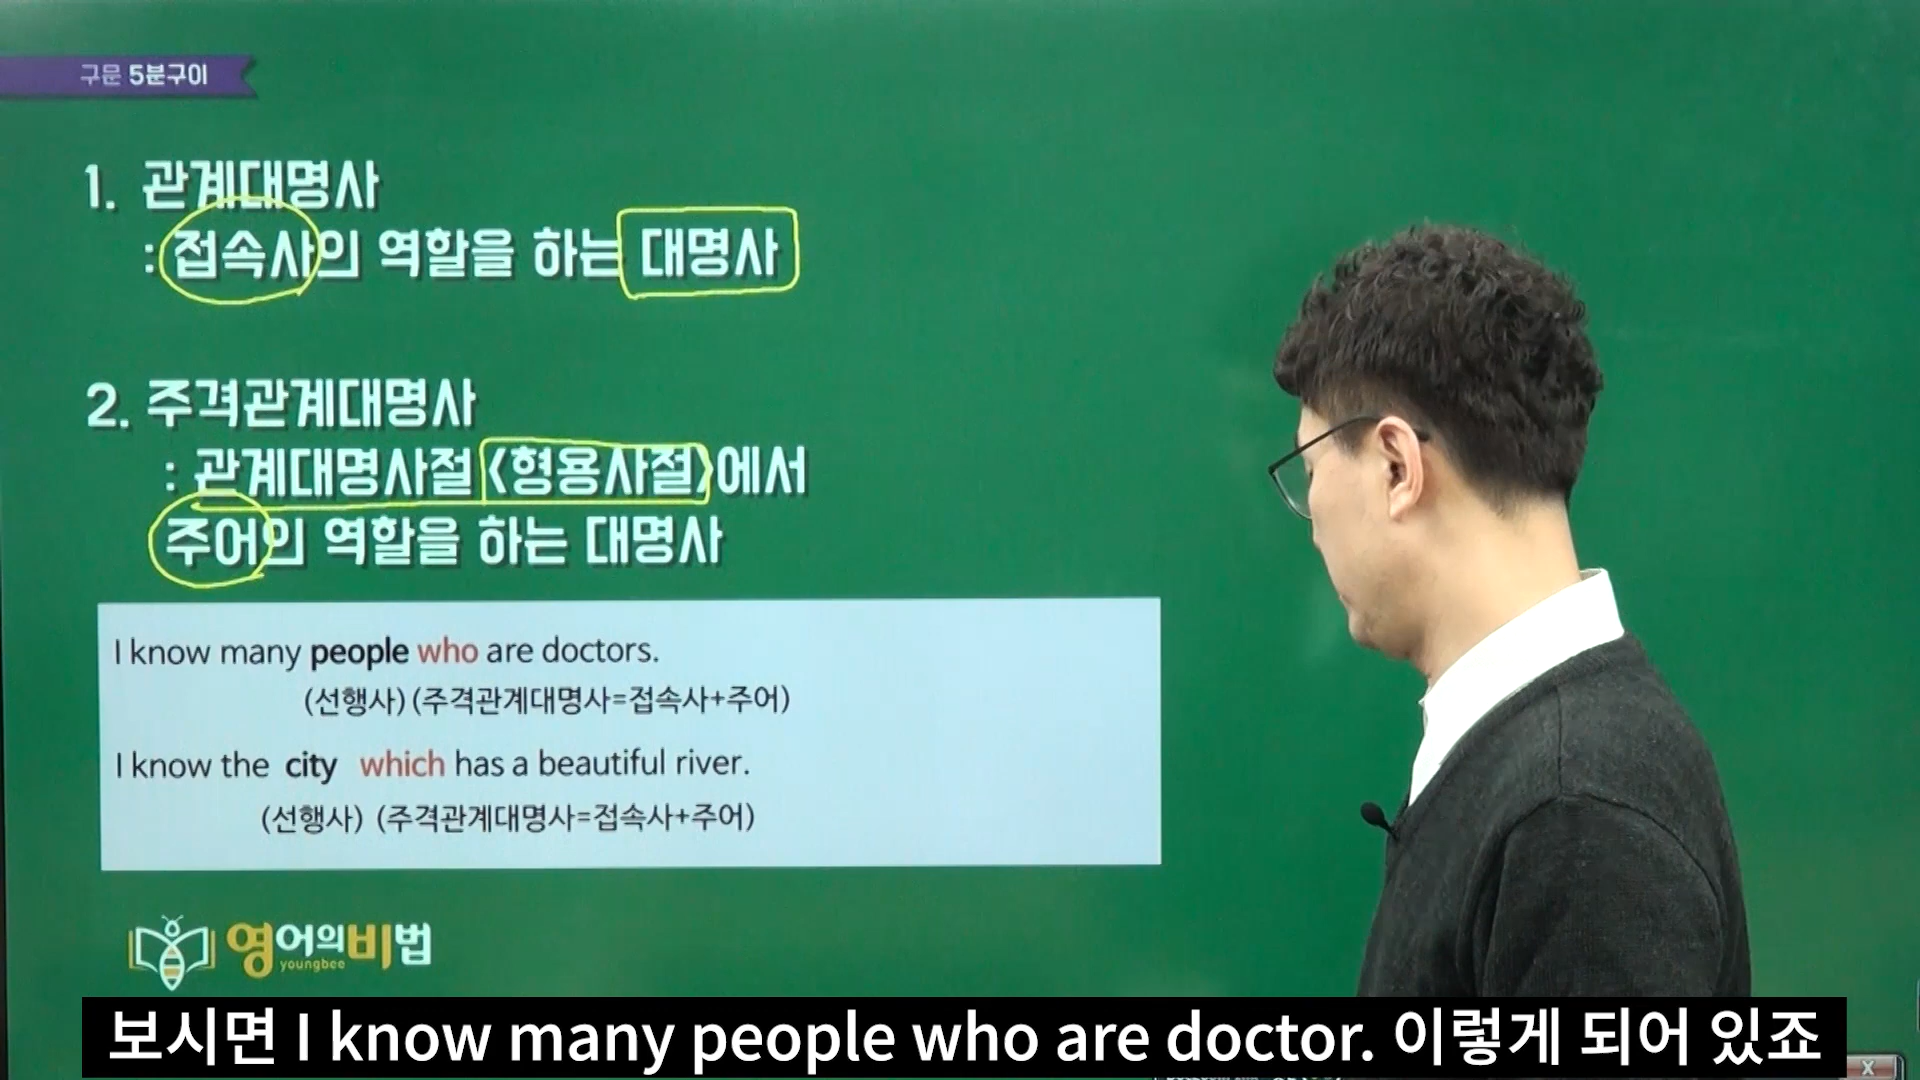 구문 5분구이
1. 관계대명사
: 접속사의 역할을 하는 대명사
2. 주격관계대명사
: 관계대명사절 <형용사절>에서
주어의 역할을 하는 대명사
I know many people who are doctors.
(선행사) (주격관계대명사=접속사+주어)
I know the city which has a beautiful river.
(선행사) (주격관계대명사=접속사+주어)
영어의비법
youngbee
보시면 I know many people who are doctor. 이렇게 되어 있죠